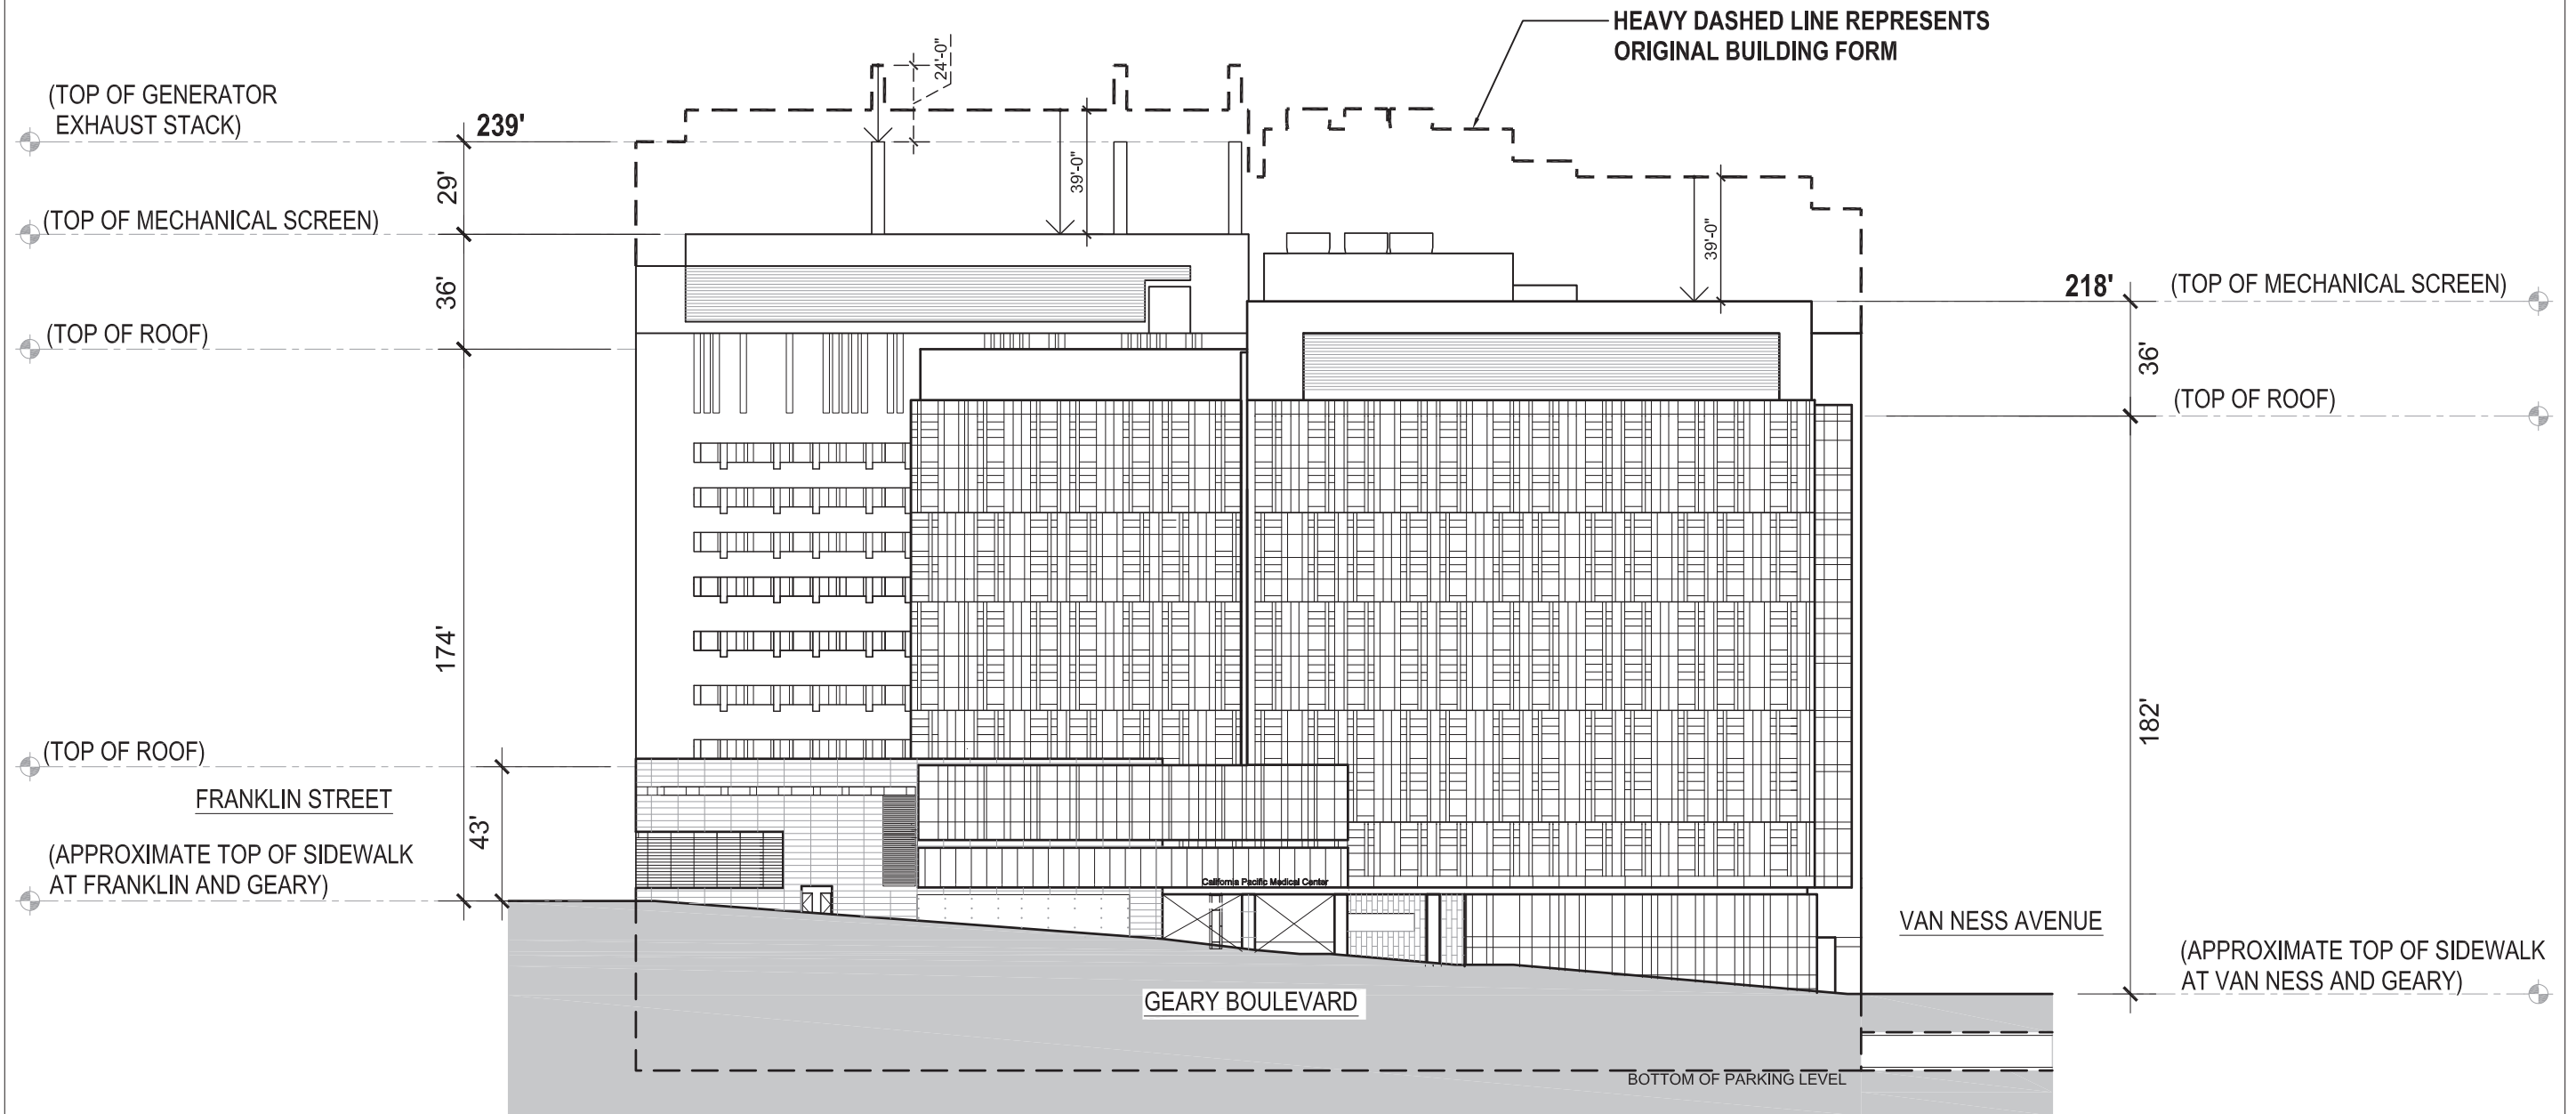 HEAVY DASHED LINE REPRESENTS
ORIGINAL BUILDING FORM
24'-0"
(TOP OF GENERATOR
EXHAUST STACK)
239'
29'
39'-0"
(TOP OF MECHANICAL SCREEN)
39'-0"
218'
(TOP OF MECHANICAL SCREEN)
36'
(TOP OF ROOF)
36'
(TOP OF ROOF)
174'
182'
(TOP OF ROOF)
FRANKLIN STREET
43'
(APPROXIMATE TOP OF SIDEWALK
AT FRANKLIN AND GEARY)
California Pacific Medical Center
VAN NESS AVENUE
(APPROXIMATE TOP OF SIDEWALK
AT VAN NESS AND GEARY)
GEARY BOULEVARD
BOTTOM OF PARKING LEVEL